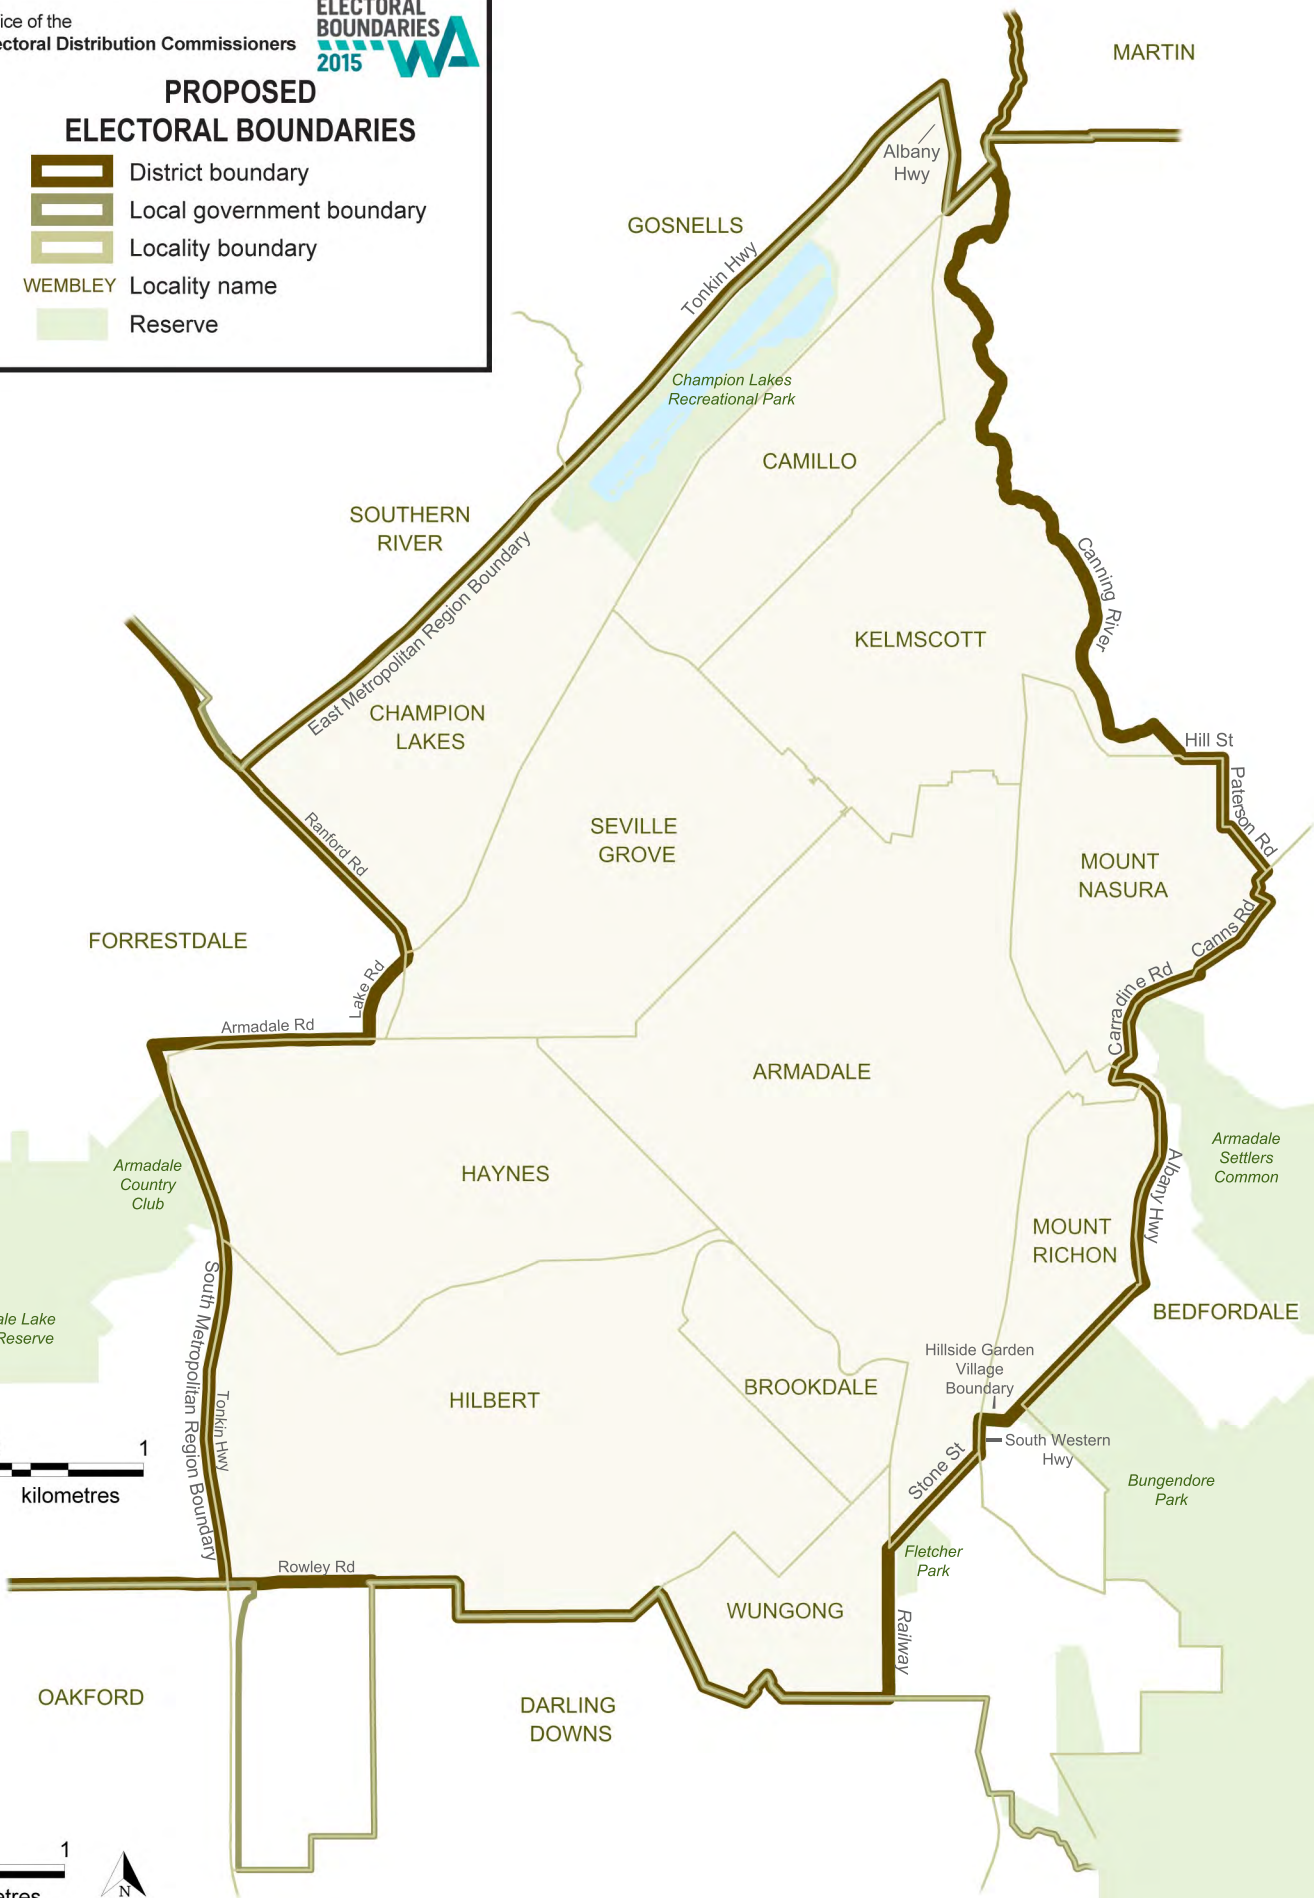 ice of the
ectoral Distribution Commissioners
ELECTORAL
BOUNDARIES
2015
WA
PROPOSED
ELECTORAL BOUNDARIES
District boundary
Local government boundary
Locality boundary
WEMBLEY Locality name
Reserve
MARTIN
Albany
Hwy
GOSNELLS
Tonkin Hwy
Champion Lakes
Recreational Park
CAMILLO
SOUTHERN
RIVER
East Metropolitan Region Boundary
Canning River
KELMSCOTT
CHAMPION
LAKES
Hill St
Paterson Rd
Ranford Rd
SEVILLE
GROVE
MOUNT
NASURA
FORRESTDALE
Canns Rd
Lake Rd
Carradine Rd
Armadale Rd
ARMADALE
Armadale
Country
Club
HAYNES
Armadale
Settlers
Common
Albany Hwy
MOUNT
RICHON
South Metropolitan Region Boundary
ale Lake
Reserve
BEDFORDALE
Hillside Garden
Village
Boundary
BROOKDALE
HILBERT
Tonkin Hwy
South Western
Hwy
1
kilometres
Stone St
Bungendore
Park
Fletcher
Park
Rowley Rd
WUNGONG
Railway
OAKFORD
DARLING
DOWNS
1
etres
N